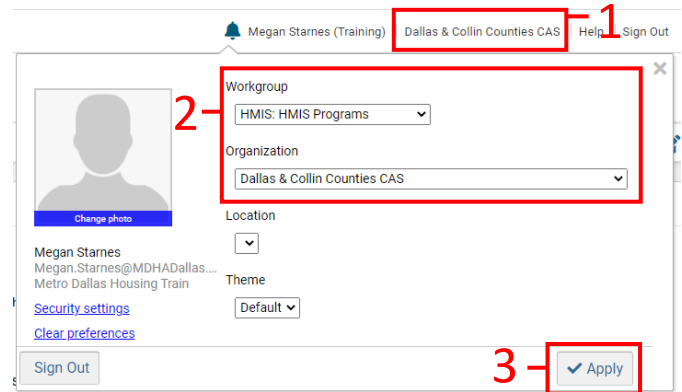 1
Megan Starnes (Training) Dallas & Collin Counties CAS Help Sign Out
2
Workgroup
HMIS: HMIS Programs
Organization
Dallas & Collin Counties CAS
Change photo
Location
Megan Starnes
Megan.Starnes@MDHADallas....
Metro Dallas Housing Train
Theme
Default
Security settings
Clear preferences
Sign Out
3
Apply